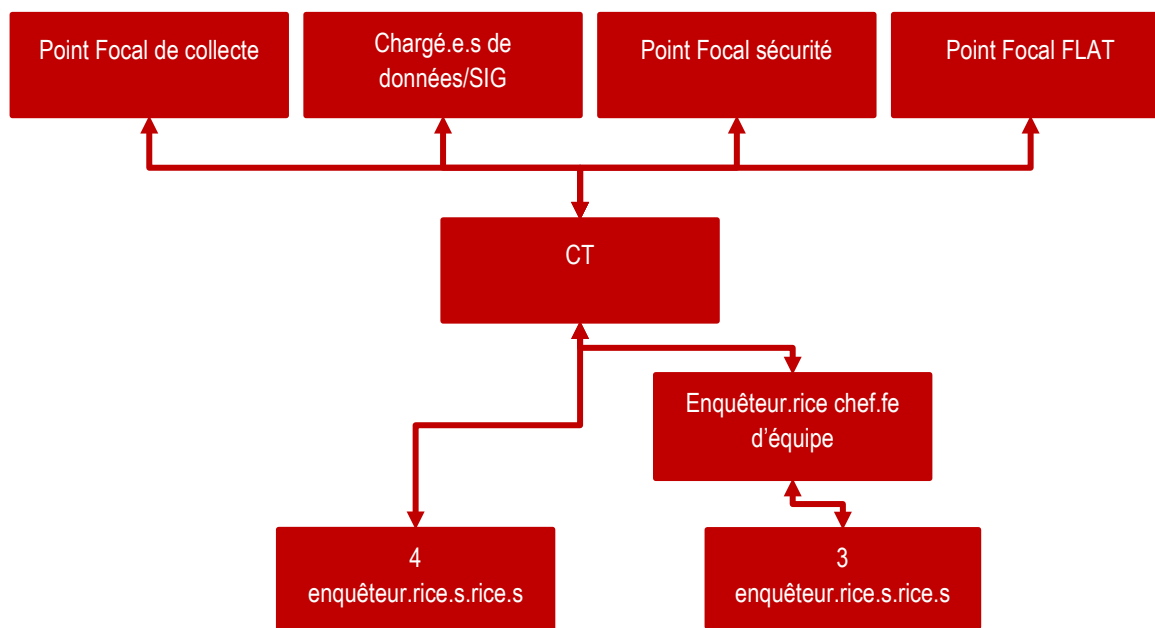 Point Focal de collecte
Chargé.e.s de
données/SIG
Point Focal sécurité
Point Focal FLAT
CT
Enquêteur.rice chef.fe
d’équipe
4
enquêteur.rice.s.rice.s
3
enquêteur.rice.s.rice.s